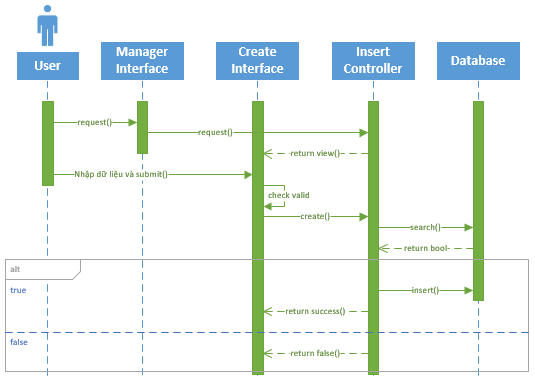 User
Manager
Interface
Create
Interface
Insert
Controller
Database
request()
request()
return view()
Nhập dữ liệu và submit()
check valid
create()
search()
return bool
alt
true
insert()
return success()
false
return false()